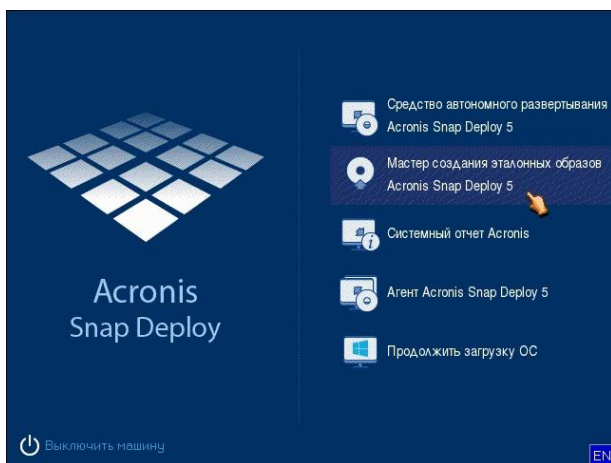 Acronis
Snap Deploy
Средство автономного развертывания
Acronis Snap Deploy 5
Мастер создания эталонных образов
Acronis Snap Deploy 5
Системный отчет Acronis
Агент Acronis Snap Deploy 5
Продолжить загрузку ОС
Выключить машину
EN